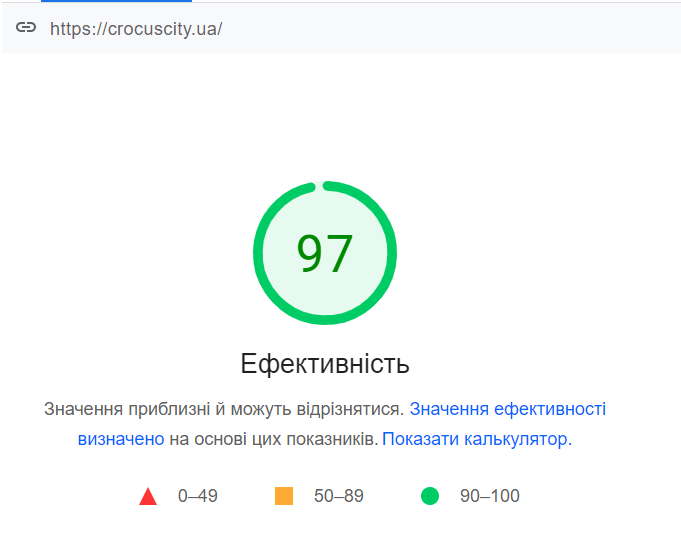 https://crocuscity.ua/
97
Ефективність
Значення приблизні й можуть відрізнятися. Значення ефективності
визначено на основі цих показників. Показати калькулятор.
0–49 50–89 90–100